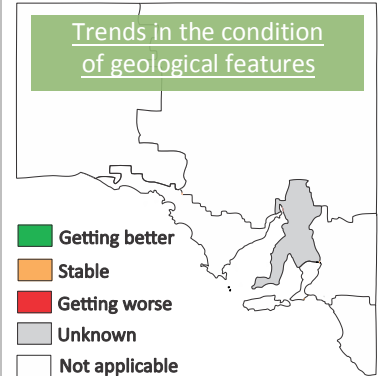 Trends in the condition
of geological features
Getting better
Stable
Getting worse
Unknown
Not applicable